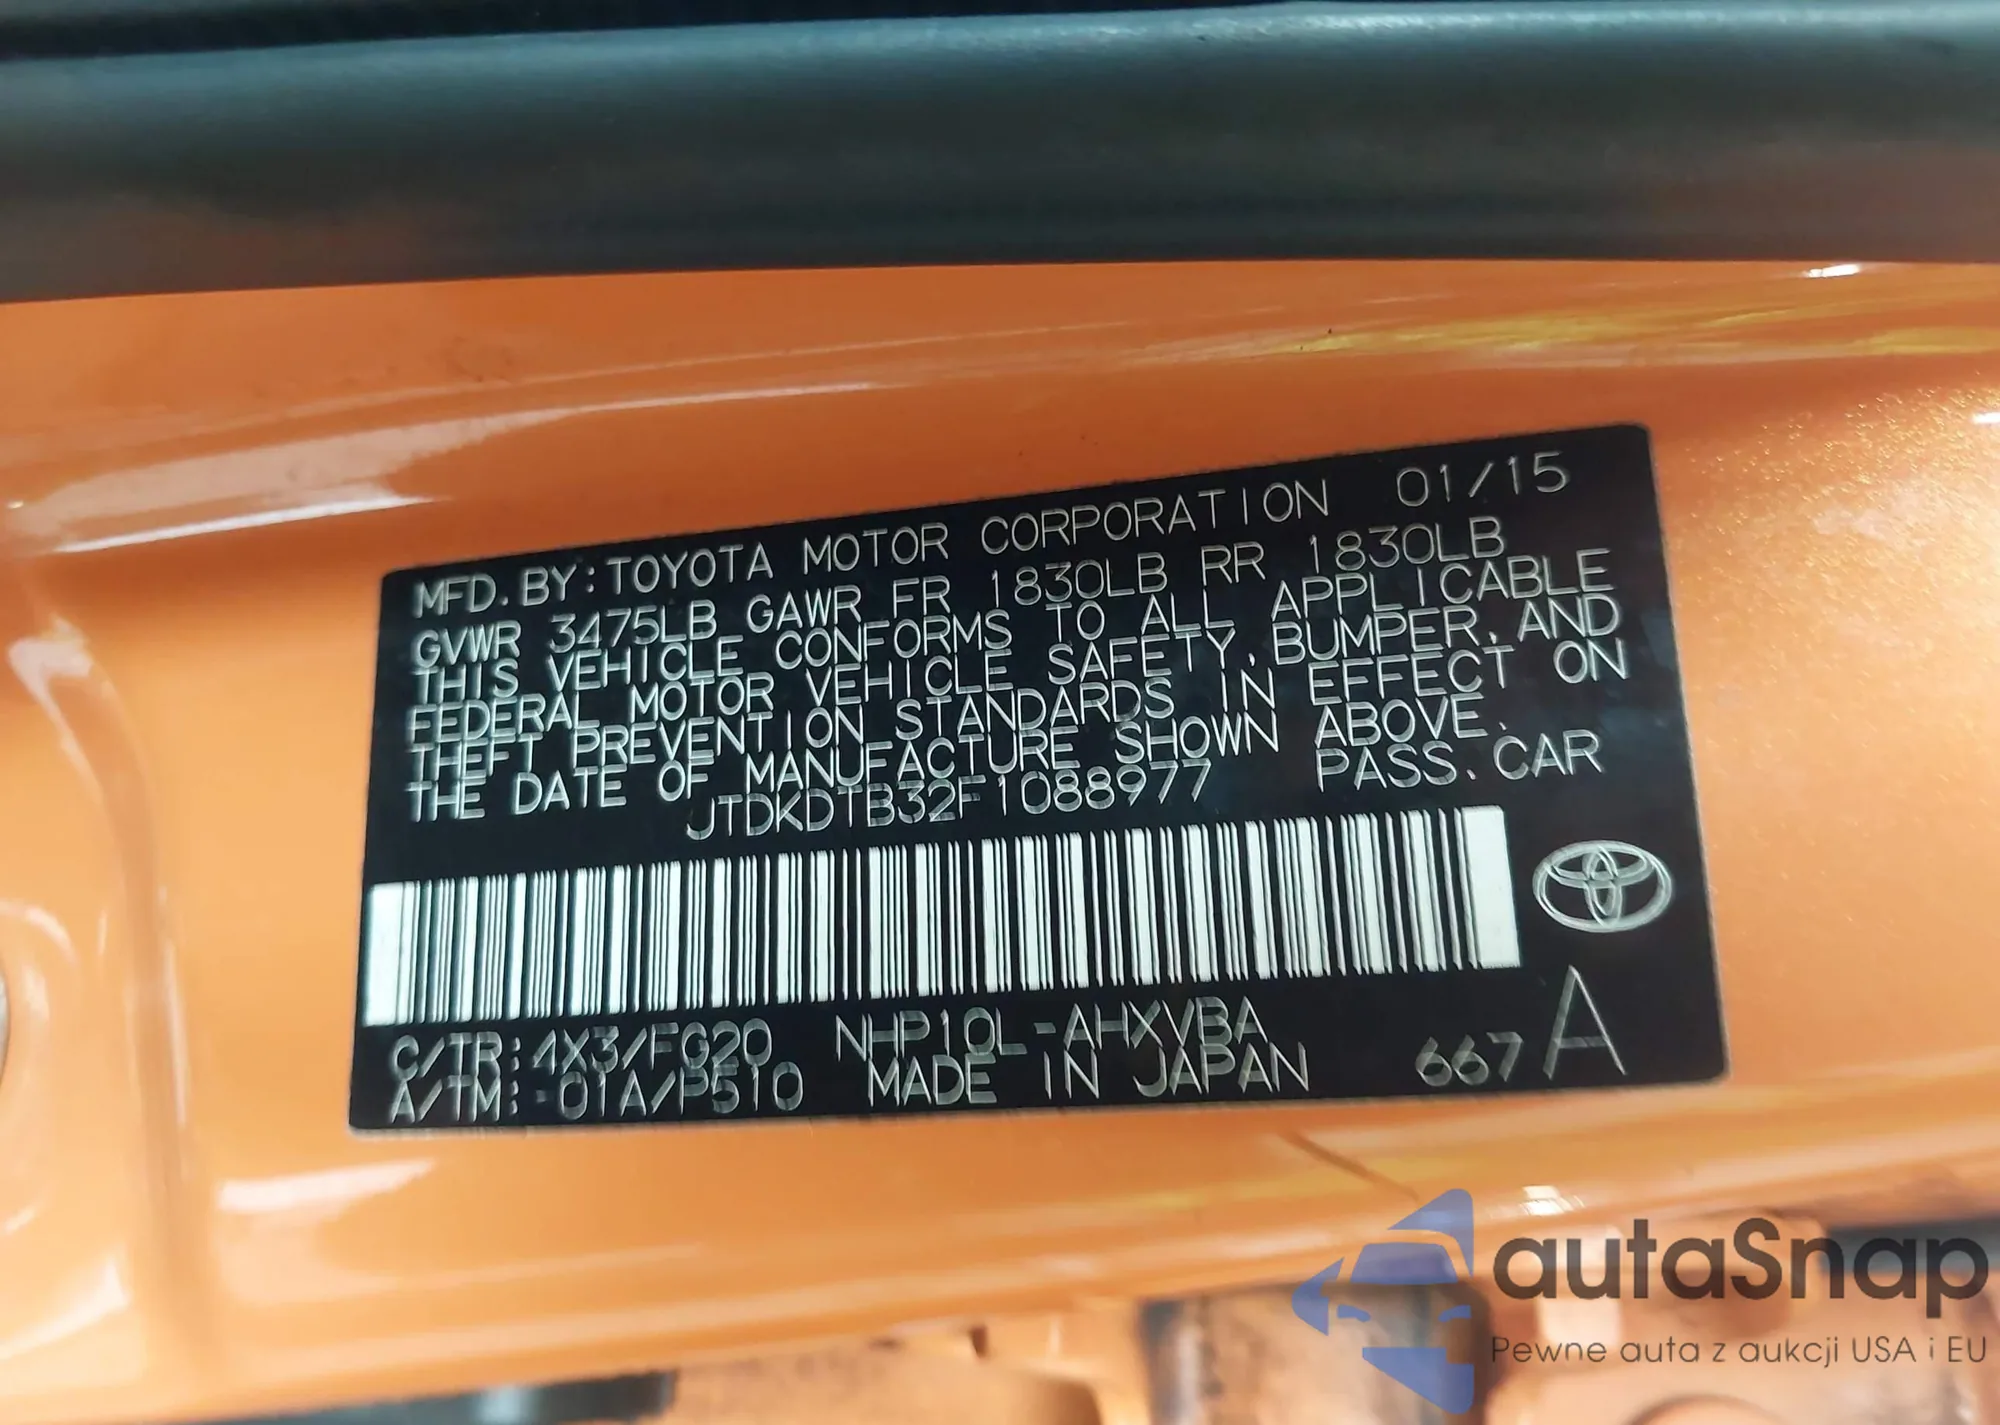 MFD. BY: TOYOTA MOTOR CORPORATION 01/15
GVWR 3475LB GAWR FR 1830LB RR 1830LB
THIS VEHICLE CONFORMS TO ALL APPLICABLE
FEDERAL MOTOR VEHICLE SAFETY, BUMPER, AND
THEFT PREVENTION STANDARDS IN EFFECT ON
THE DATE OF MANUFACTURE SHOWN ABOVE.
JTDKDTB32F1088977 PASS. CAR
C/TR: 4X3/FG20 NHP10L-AHXVBA
A/TM: -01A/P510 MADE IN JAPAN 667 A
autaSnap
Pewne auta z aukcji USA i EU